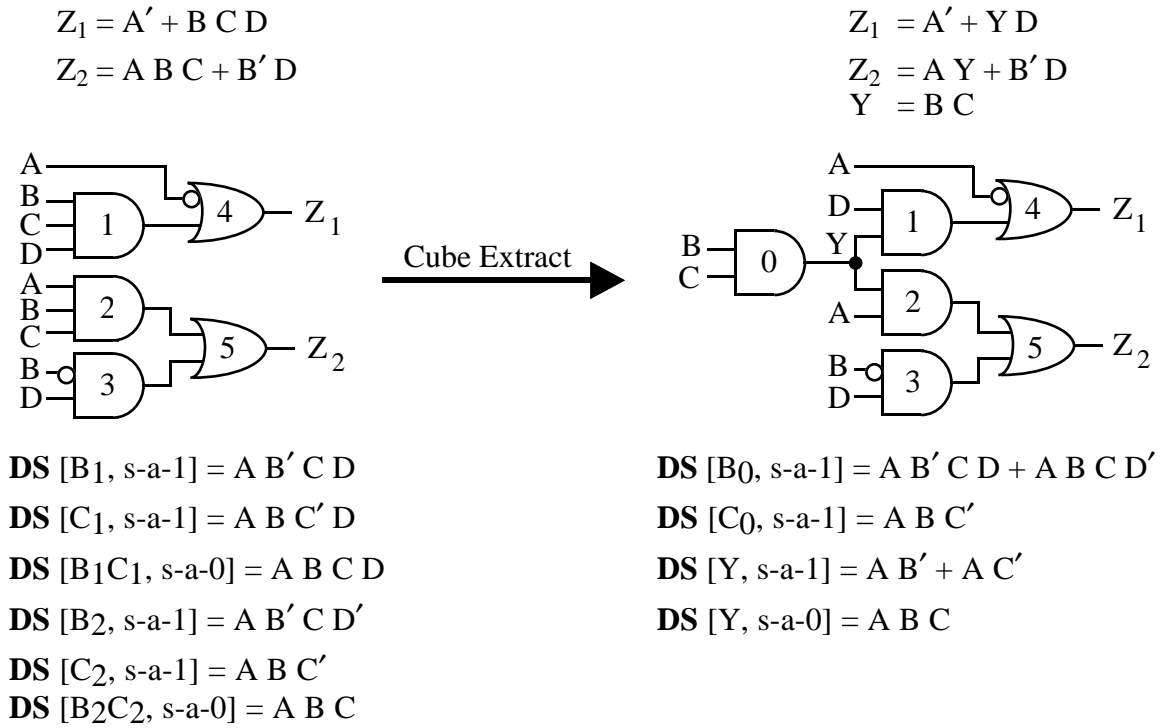 Z1 = A′ + B C D
Z2 = A B C + B′ D
Z1 = A′ + Y D
Z2 = A Y + B′ D
Y = B C
A
B
C
D
1
4
Z1
A
B
C
2
B
D
3
5
Z2
Cube Extract
B
C
0
Y
A
D
1
4
Z1
2
A
B
D
3
5
Z2
DS [B1, s-a-1] = A B′ C D
DS [C1, s-a-1] = A B C′ D
DS [B1C1, s-a-0] = A B C D
DS [B2, s-a-1] = A B′ C D′
DS [C2, s-a-1] = A B C′
DS [B2C2, s-a-0] = A B C
DS [B0, s-a-1] = A B′ C D + A B C D′
DS [C0, s-a-1] = A B C′
DS [Y, s-a-1] = A B′ + A C′
DS [Y, s-a-0] = A B C